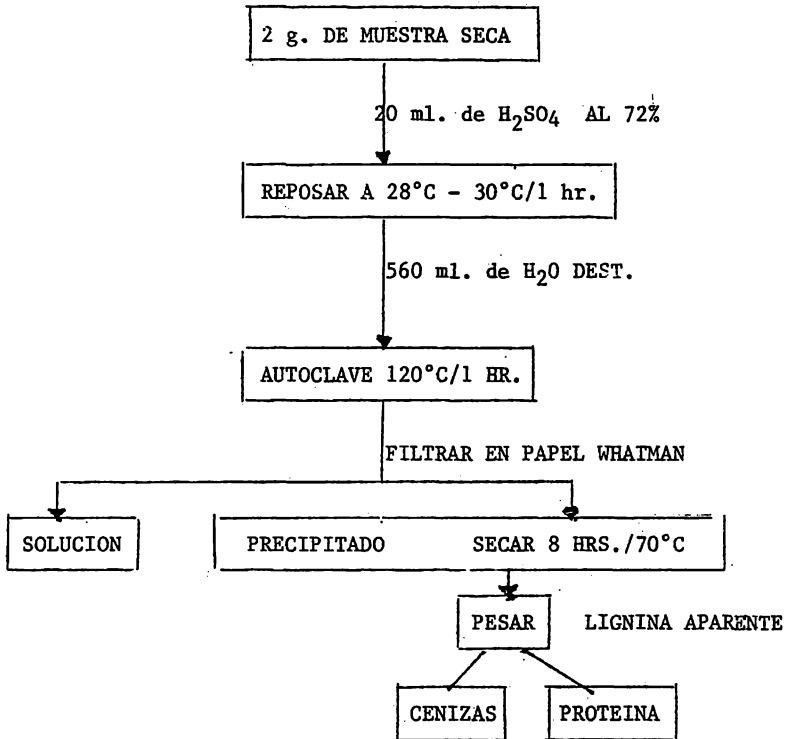 2 g. DE MUESTRA SECA
20 ml. de H₂SO₄ AL 72%
REPOSAR A 28°C - 30°C/1 hr.
560 ml. de H₂O DEST.
AUTOCLAVE 120°C/1 HR.
FILTRAR EN PAPEL WHATMAN
SOLUCION
PRECIPITADO SECAR 8 HRS./70°C
PESAR LIGNINA APARENTE
CENIZAS PROTEINA